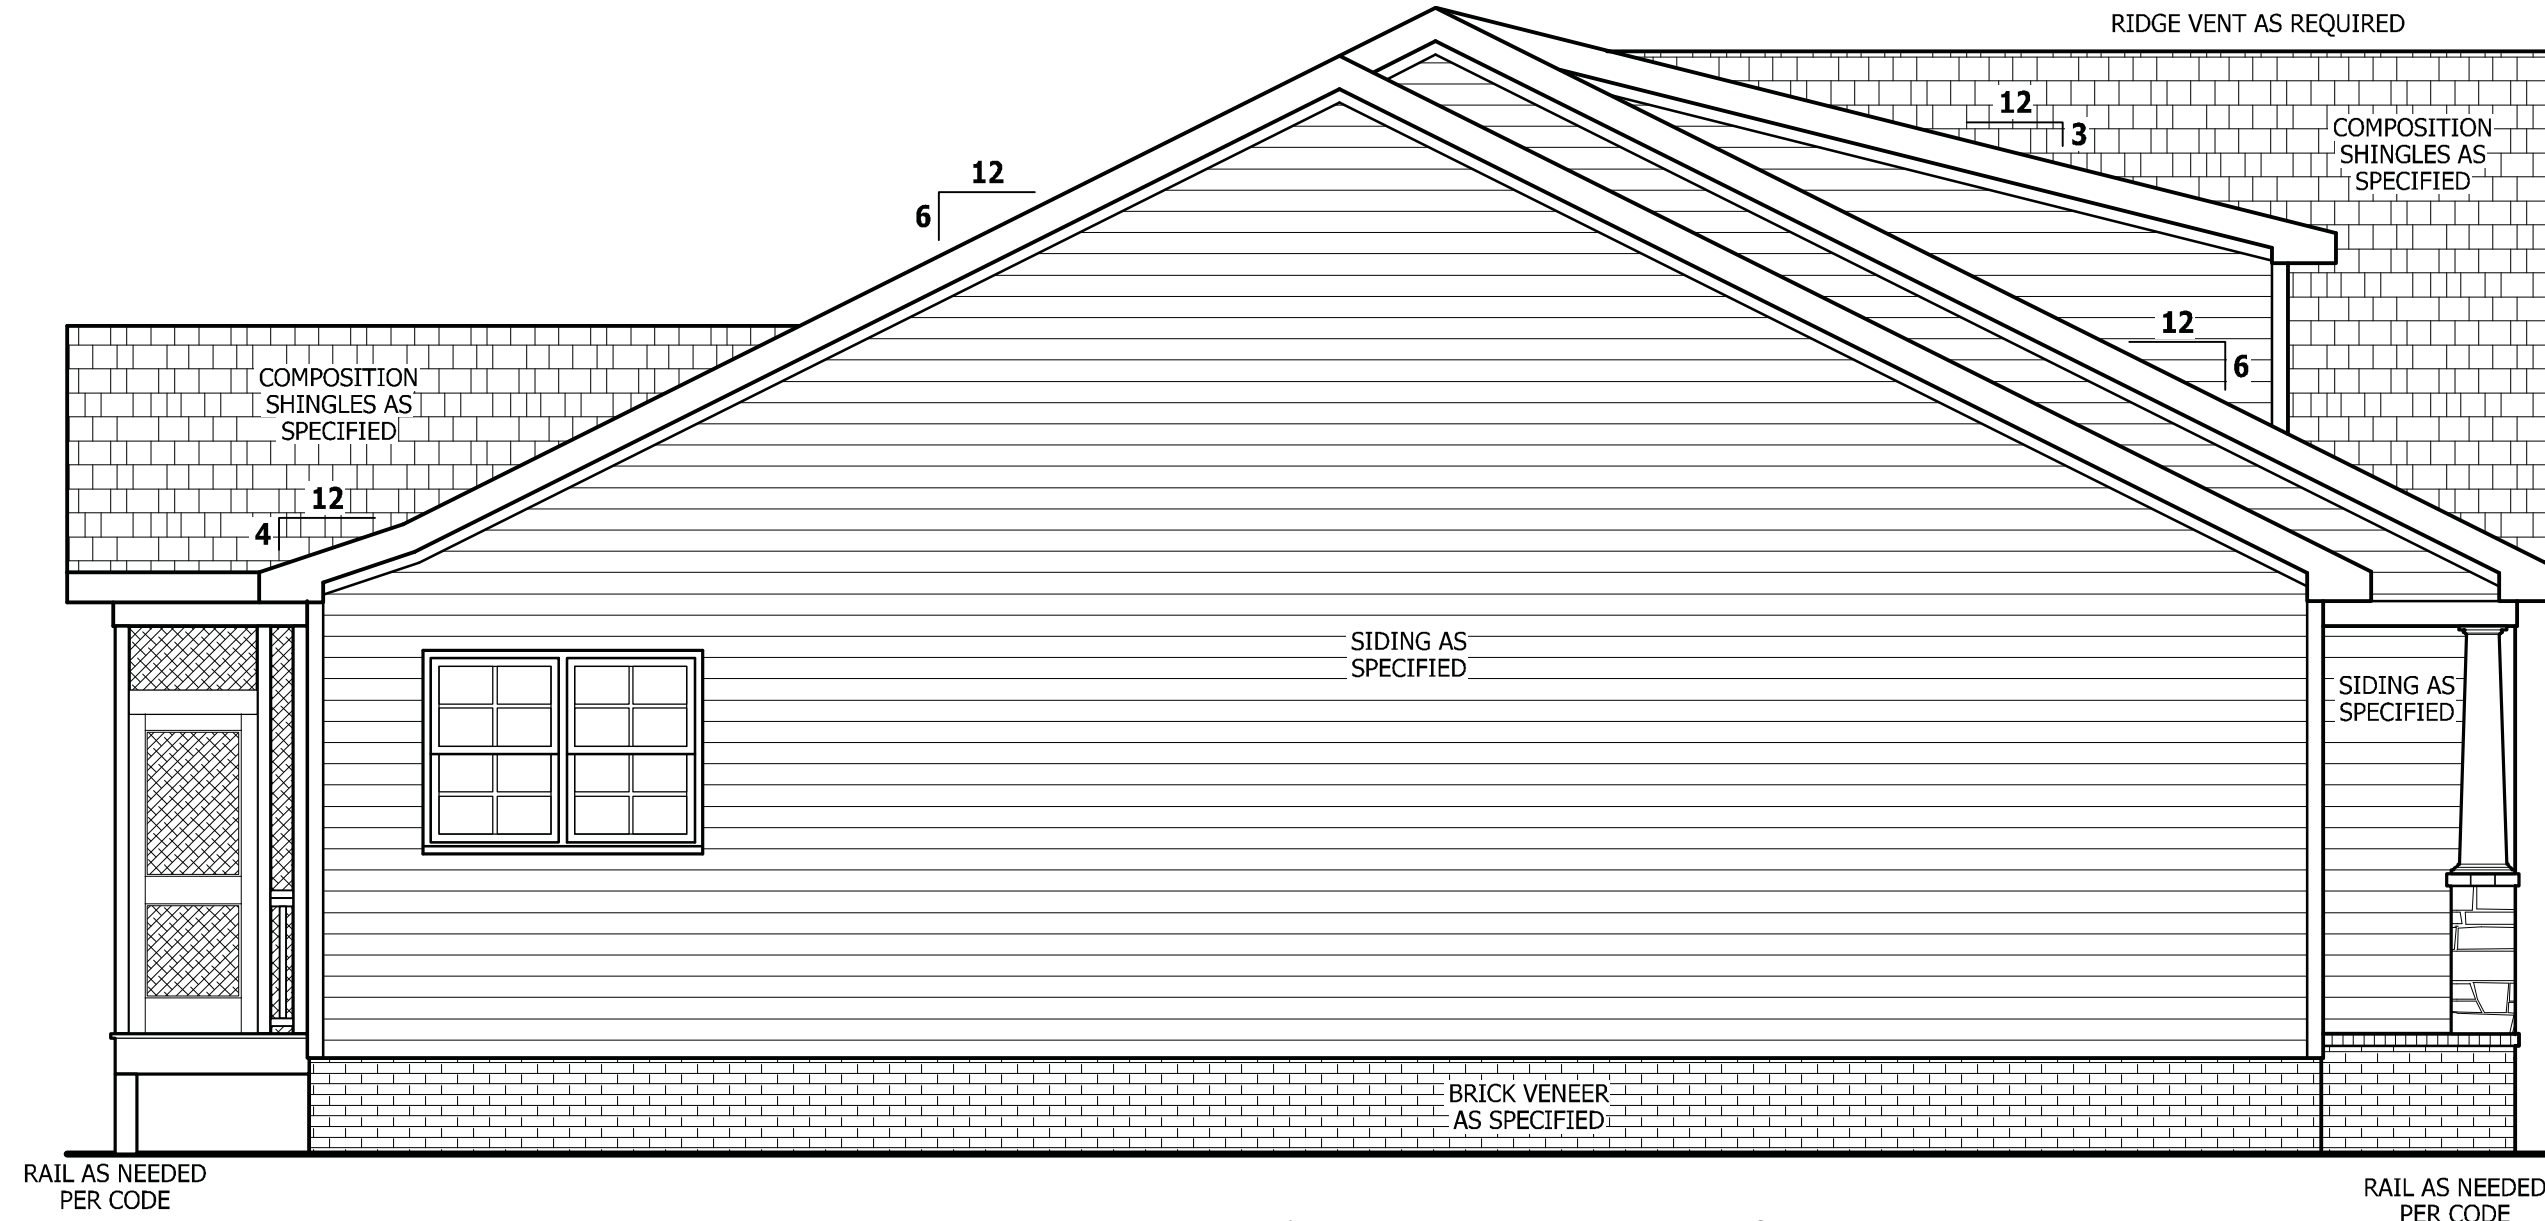 RIDGE VENT AS REQUIRED
12
3
COMPOSITION
SHINGLES AS
SPECIFIED
12
6
12
6
COMPOSITION
SHINGLES AS
SPECIFIED
12
4
SIDING AS
SPECIFIED
SIDING AS
SPECIFIED
BRICK VENEER
AS SPECIFIED
RAIL AS NEEDED
PER CODE
RAIL AS NEEDED
PER CODE